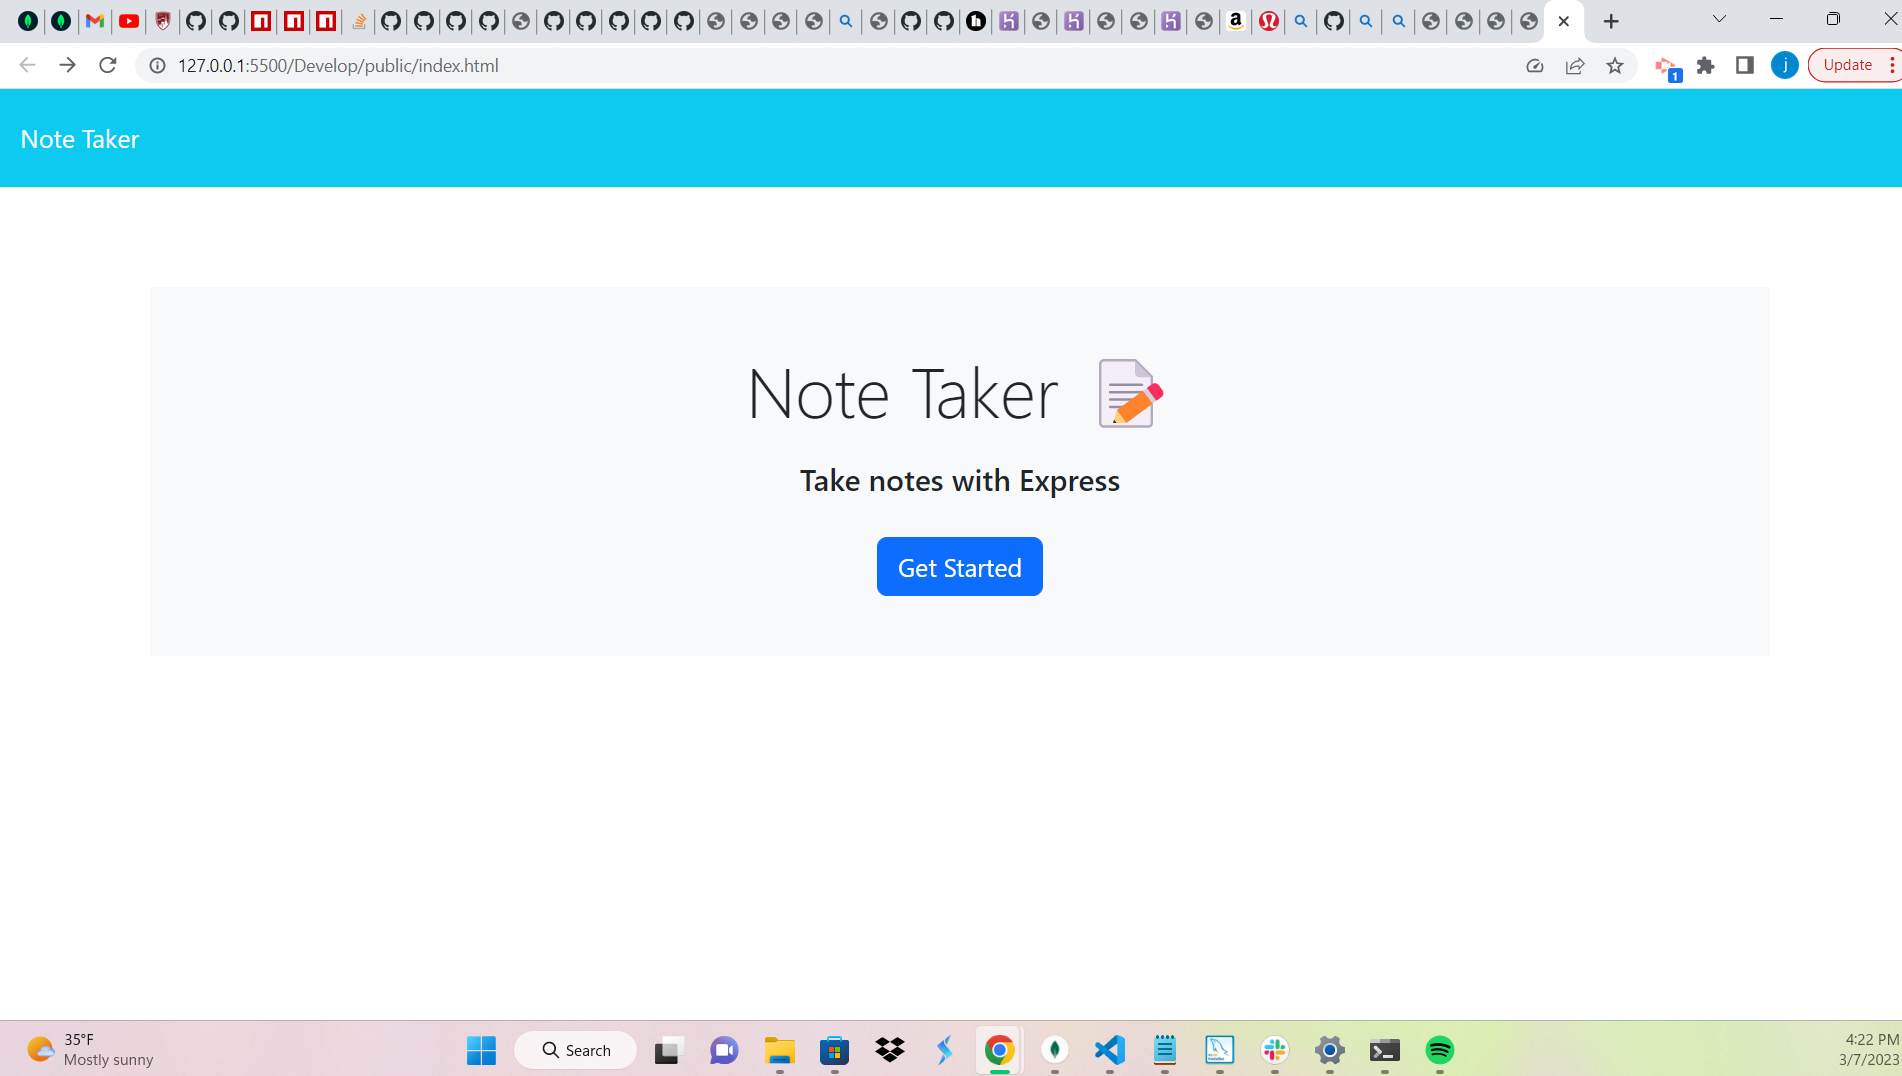 127.0.0.1:5500/Develop/public/index.html
1
j
Update
Note Taker
Note Taker
Take notes with Express
Get Started
35°F
Mostly sunny
Search
4:22 PM
3/7/2023